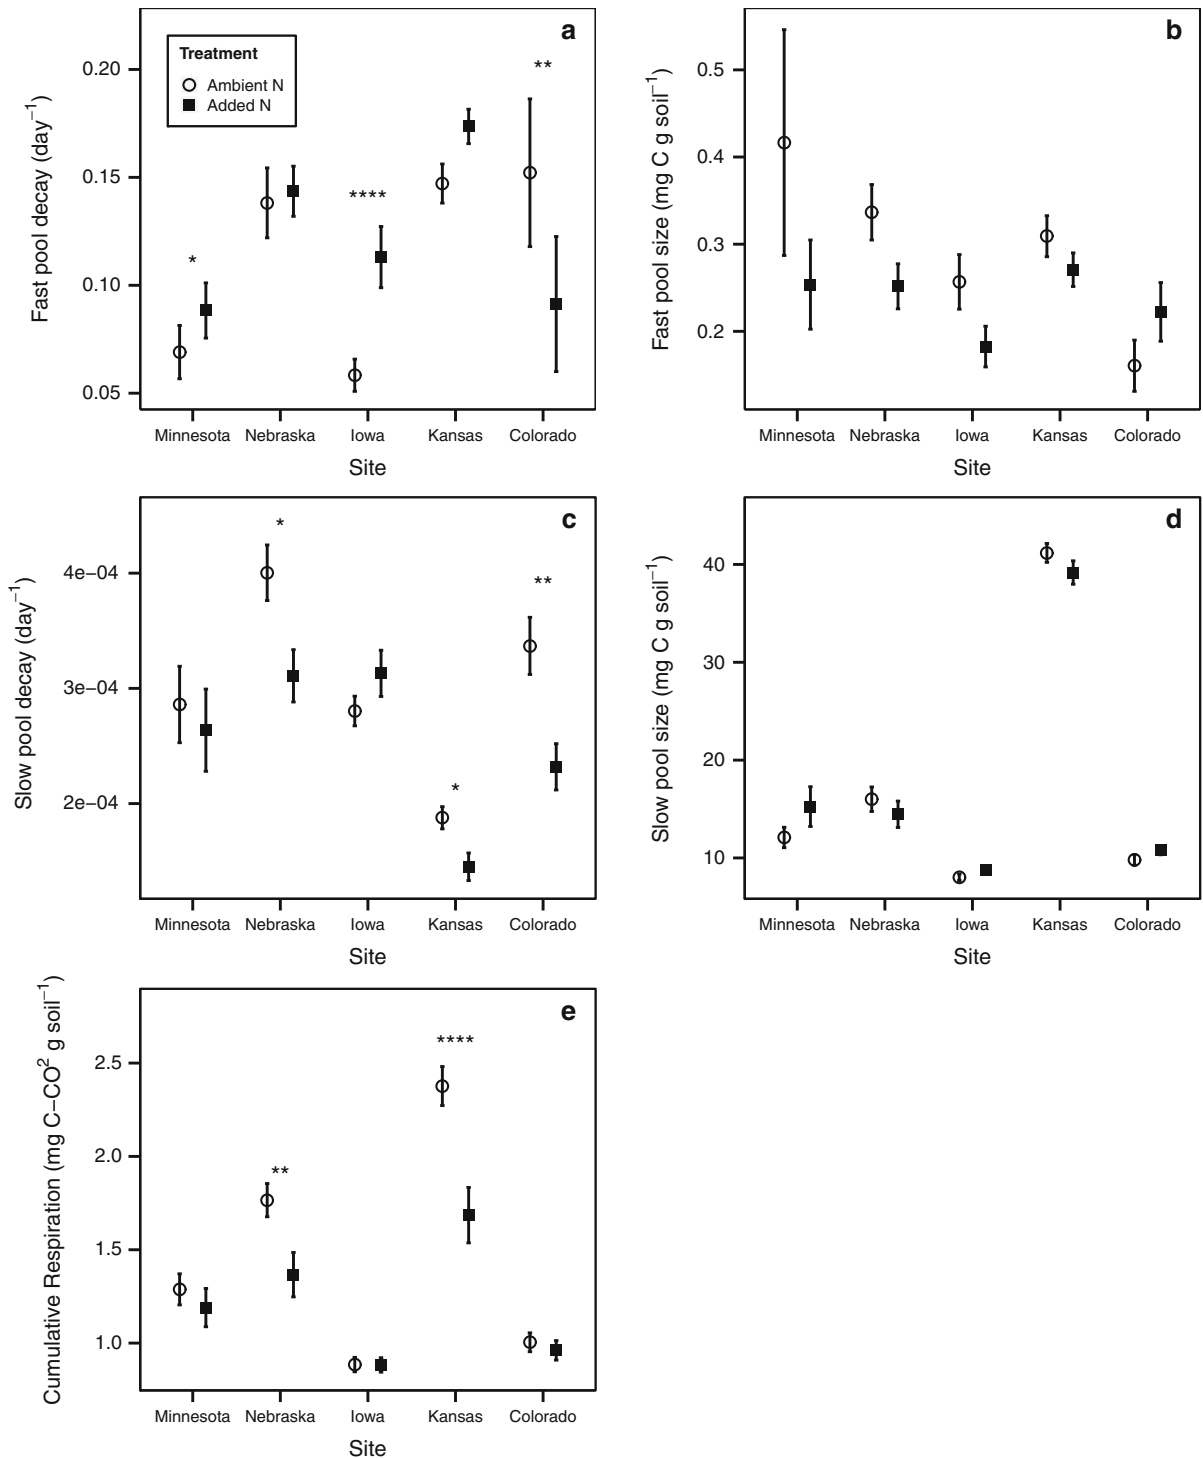 a
Treatment
Ambient N
Added N
Fast pool decay (day−1)
0.20
0.15
0.10
0.05
*
****
**
Minnesota Nebraska Iowa Kansas Colorado
Site
b
Fast pool size (mg C g soil−1)
0.5
0.4
0.3
0.2
Minnesota Nebraska Iowa Kansas Colorado
Site
c
Slow pool decay (day−1)
4e−04
3e−04
2e−04
*
*
**
Minnesota Nebraska Iowa Kansas Colorado
Site
d
Slow pool size (mg C g soil−1)
40
30
20
10
Minnesota Nebraska Iowa Kansas Colorado
Site
e
Cumulative Respiration (mg C−CO2 g soil−1)
2.5
2.0
1.5
1.0
**
****
Minnesota Nebraska Iowa Kansas Colorado
Site